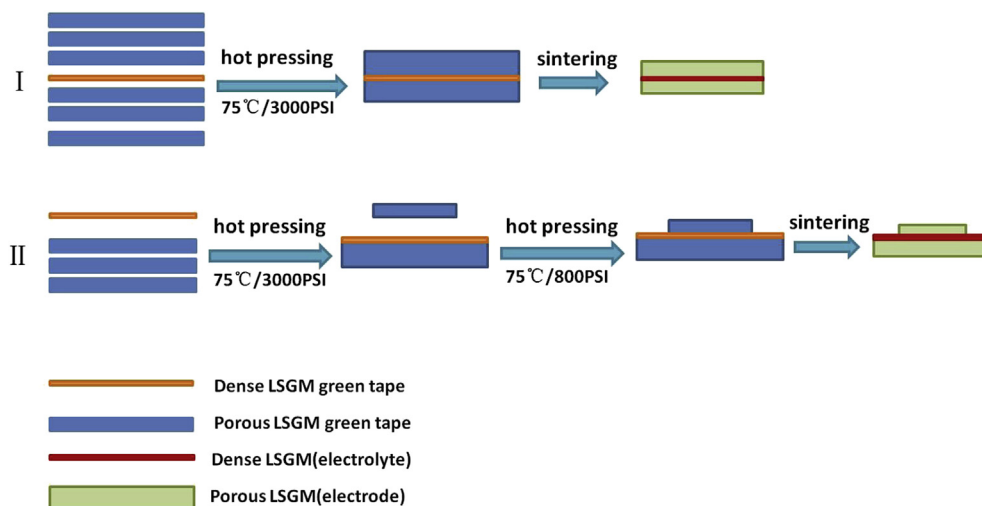 Ⅰ
hot pressing
75℃/3000PSI
sintering
Ⅱ
hot pressing
75℃/3000PSI
hot pressing
75℃/800PSI
sintering
Dense LSGM green tape
Porous LSGM green tape
Dense LSGM(electrolyte)
Porous LSGM(electrode)